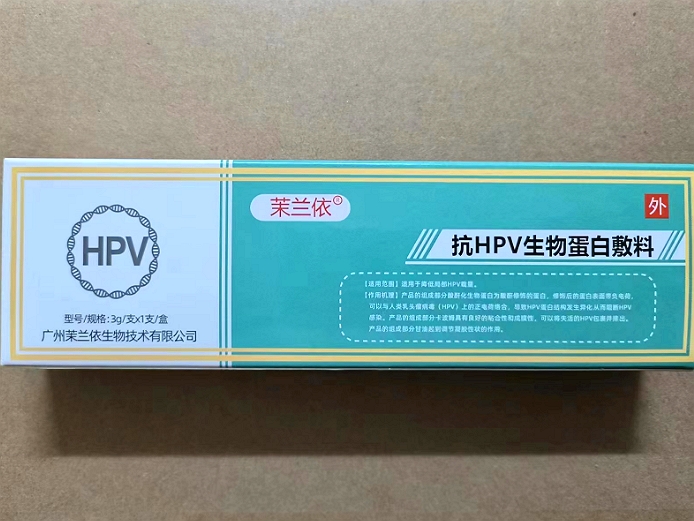 HPV
型号/规格:3g/支x1支/盒
广州茉兰依生物技术有限公司
茉兰依®
外
抗HPV生物蛋白敷料
【适用范围】适用于降低局部HPV载量。
【作用机理】产品的组成部分酸酐化生物蛋白为酸酐修饰的蛋白，修饰后的蛋白表面带负电荷，
可以与人类乳头瘤病毒（HPV）上的正电荷结合，导致HPV蛋白结构发生异化从而阻断HPV
感染。产品的组成部分卡波姆具有良好的粘合性和成膜性，可以将失活的HPV包裹并排出。
产品的组成部分甘油起到调节凝胶性状的作用。